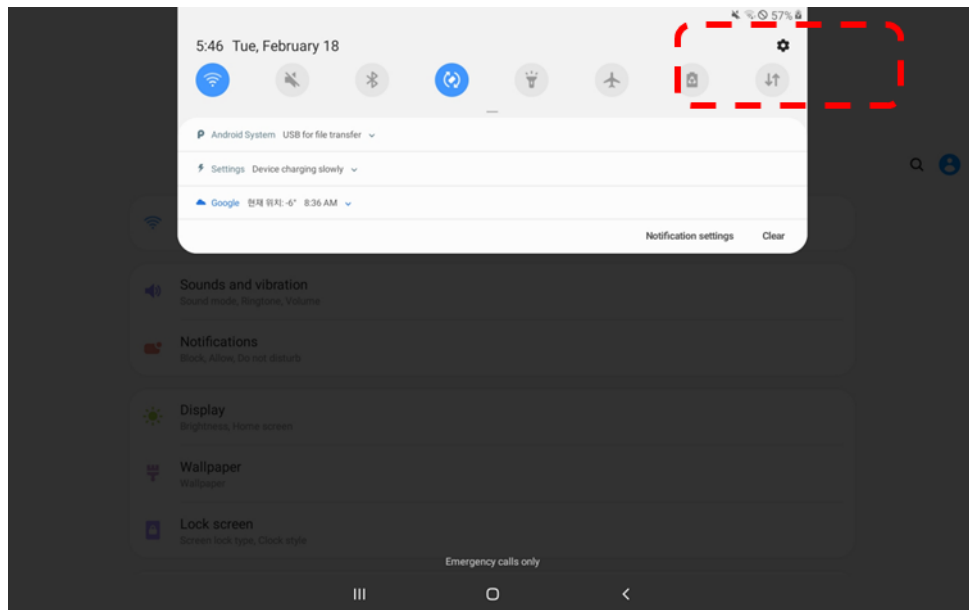 57%
5:46 Tue, February 18
Android System USB for file transfer
Settings Device charging slowly
Google 현재 위치: -6° 8:36 AM
Notification settings Clear
Sounds and vibration
Sound mode, Ringtone, Volume
Notifications
Block, Allow, Do not disturb
Display
Brightness, Home screen
Wallpaper
Wallpaper
Lock screen
Screen lock type, Clock style
Emergency calls only